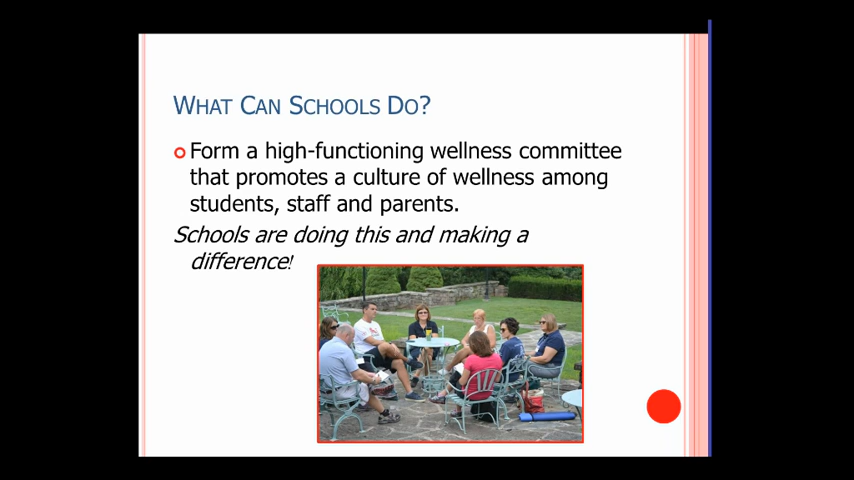 WHAT CAN SCHOOLS DO?
Form a high-functioning wellness committee
that promotes a culture of wellness among
students, staff and parents.
Schools are doing this and making a
difference!